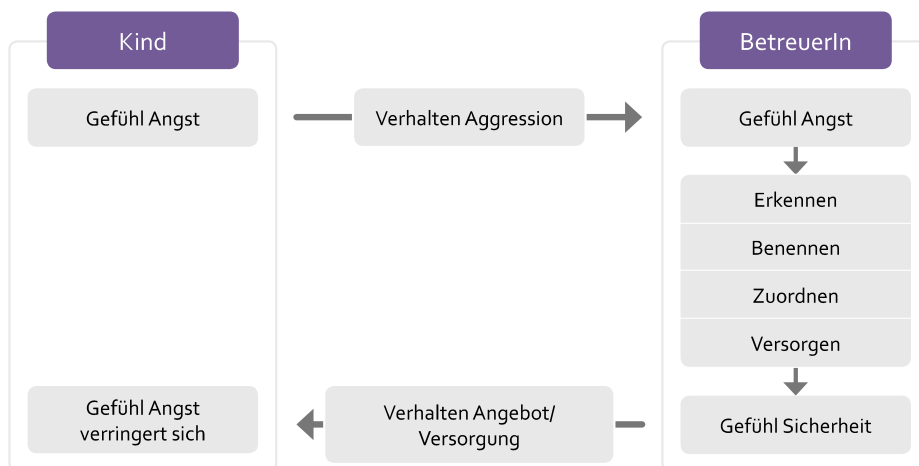 Kind
BetreuerIn
Gefühl Angst
Verhalten Aggression
Gefühl Angst
Erkennen
Benennen
Zuordnen
Versorgen
Gefühl Angst
verringert sich
Verhalten Angebot/
Versorgung
Gefühl Sicherheit